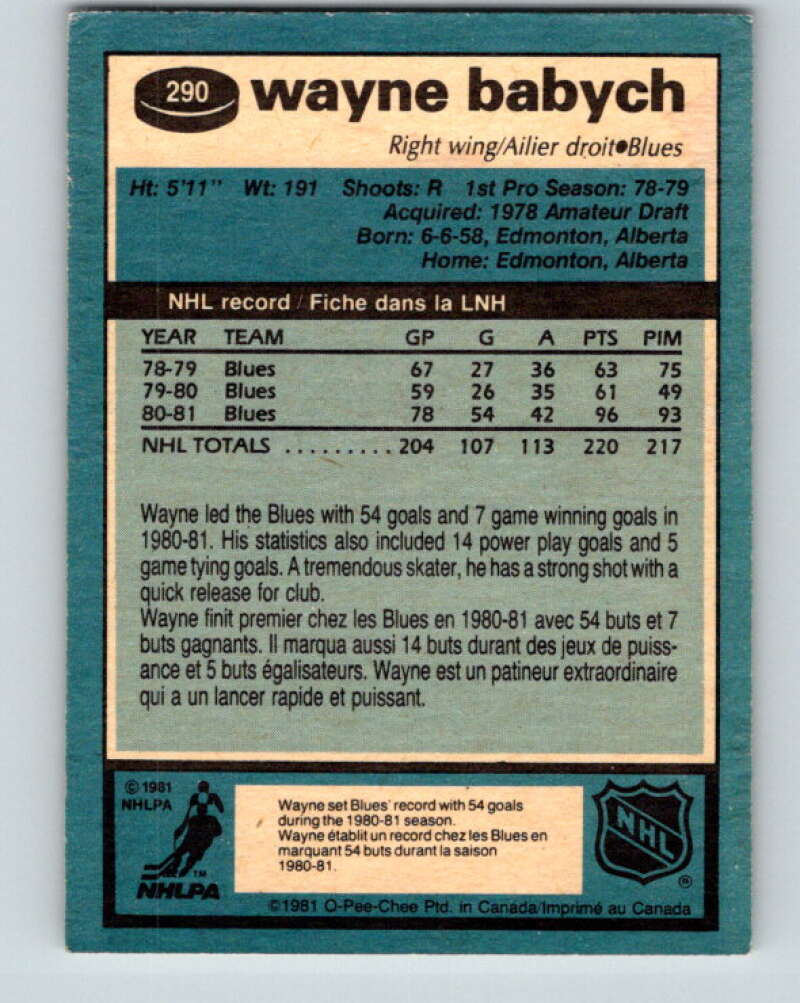 290 wayne babych
Right wing/Ailier droit•Blues
Ht: 5'11" Wt: 191 Shoots: R 1st Pro Season: 78-79
Acquired: 1978 Amateur Draft
Born: 6-6-58, Edmonton, Alberta
Home: Edmonton, Alberta
NHL record / Fiche dans la LNH
YEAR TEAM GP G A PTS PIM
78-79 Blues 67 27 36 63 75
79-80 Blues 59 26 35 61 49
80-81 Blues 78 54 42 96 93
NHL TOTALS ......... 204 107 113 220 217
Wayne led the Blues with 54 goals and 7 game winning goals in
1980-81. His statistics also included 14 power play goals and 5
game tying goals. A tremendous skater, he has a strong shot with a
quick release for club.
Wayne finit premier chez les Blues en 1980-81 avec 54 buts et 7
buts gagnants. Il marqua aussi 14 buts durant des jeux de puiss-
ance et 5 buts égalisateurs. Wayne est un patineur extraordinaire
qui a un lancer rapide et puissant.
© 1981
NHLPA
TM
NHLPA
Wayne set Blues' record with 54 goals
during the 1980-81 season.
Wayne établit un record chez les Blues en
marquant 54 buts durant la saison
1980-81.
NHL
®
©1981 O-Pee-Chee Ptd. in Canada/Imprimé au Canada